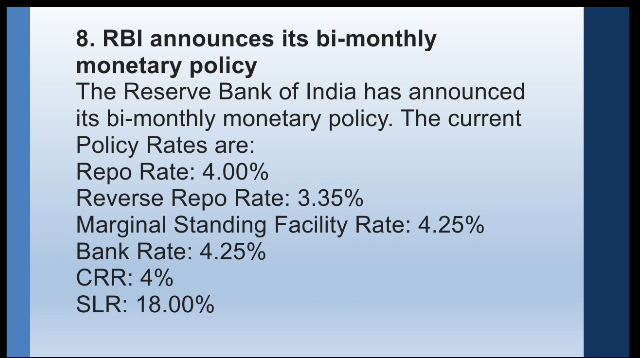 8. RBI announces its bi-monthly
monetary policy
The Reserve Bank of India has announced
its bi-monthly monetary policy. The current
Policy Rates are:
Repo Rate: 4.00%
Reverse Repo Rate: 3.35%
Marginal Standing Facility Rate: 4.25%
Bank Rate: 4.25%
CRR: 4%
SLR: 18.00%